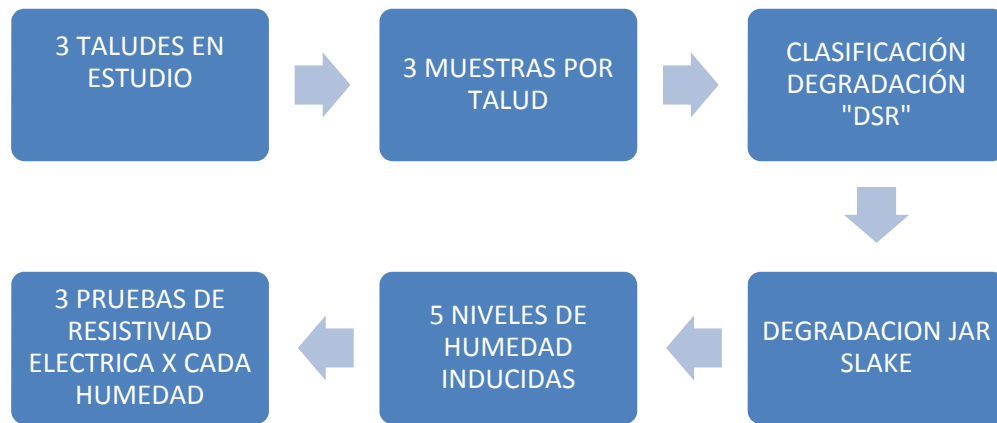 3 TALUDES EN
ESTUDIO
3 MUESTRAS POR
TALUD
CLASIFICACIÓN
DEGRADACIÓN
"DSR"
DEGRADACION JAR
SLAKE
5 NIVELES DE
HUMEDAD
INDUCIDAS
3 PRUEBAS DE
RESISTIVIAD
ELECTRICA X CADA
HUMEDAD